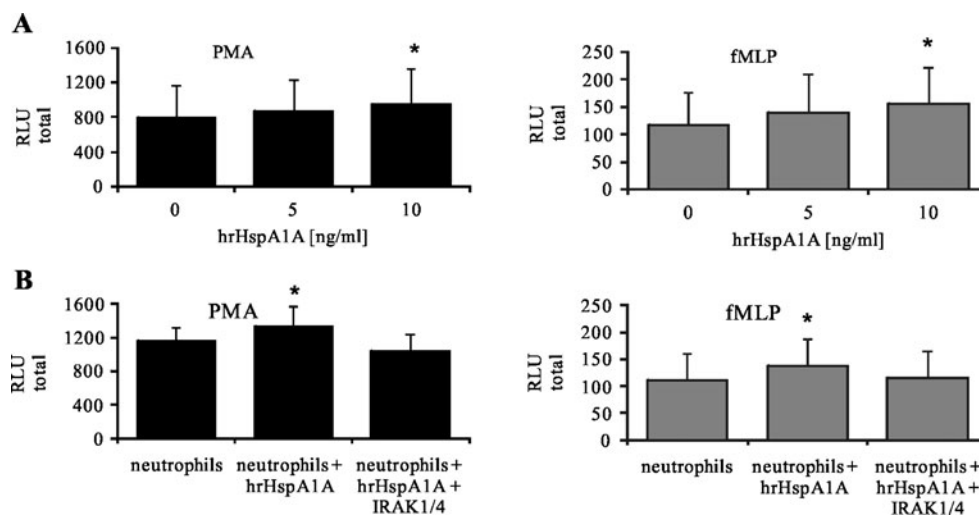 A
PMA
RLU
total
1600
1200
800
400
0
*
0 5 10
hrHspA1A [ng/ml]
fMLP
RLU
total
250
200
150
100
50
0
*
0 5 10
hrHspA1A [ng/ml]
B
PMA
RLU
total
1600
1200
800
400
0
*
neutrophils neutrophils + neutrophils +
hrHspA1A hrHspA1A +
IRAK1/4
fMLP
RLU
total
250
200
150
100
50
0
*
neutrophils neutrophils + neutrophils +
hrHspA1A hrHspA1A +
IRAK1/4